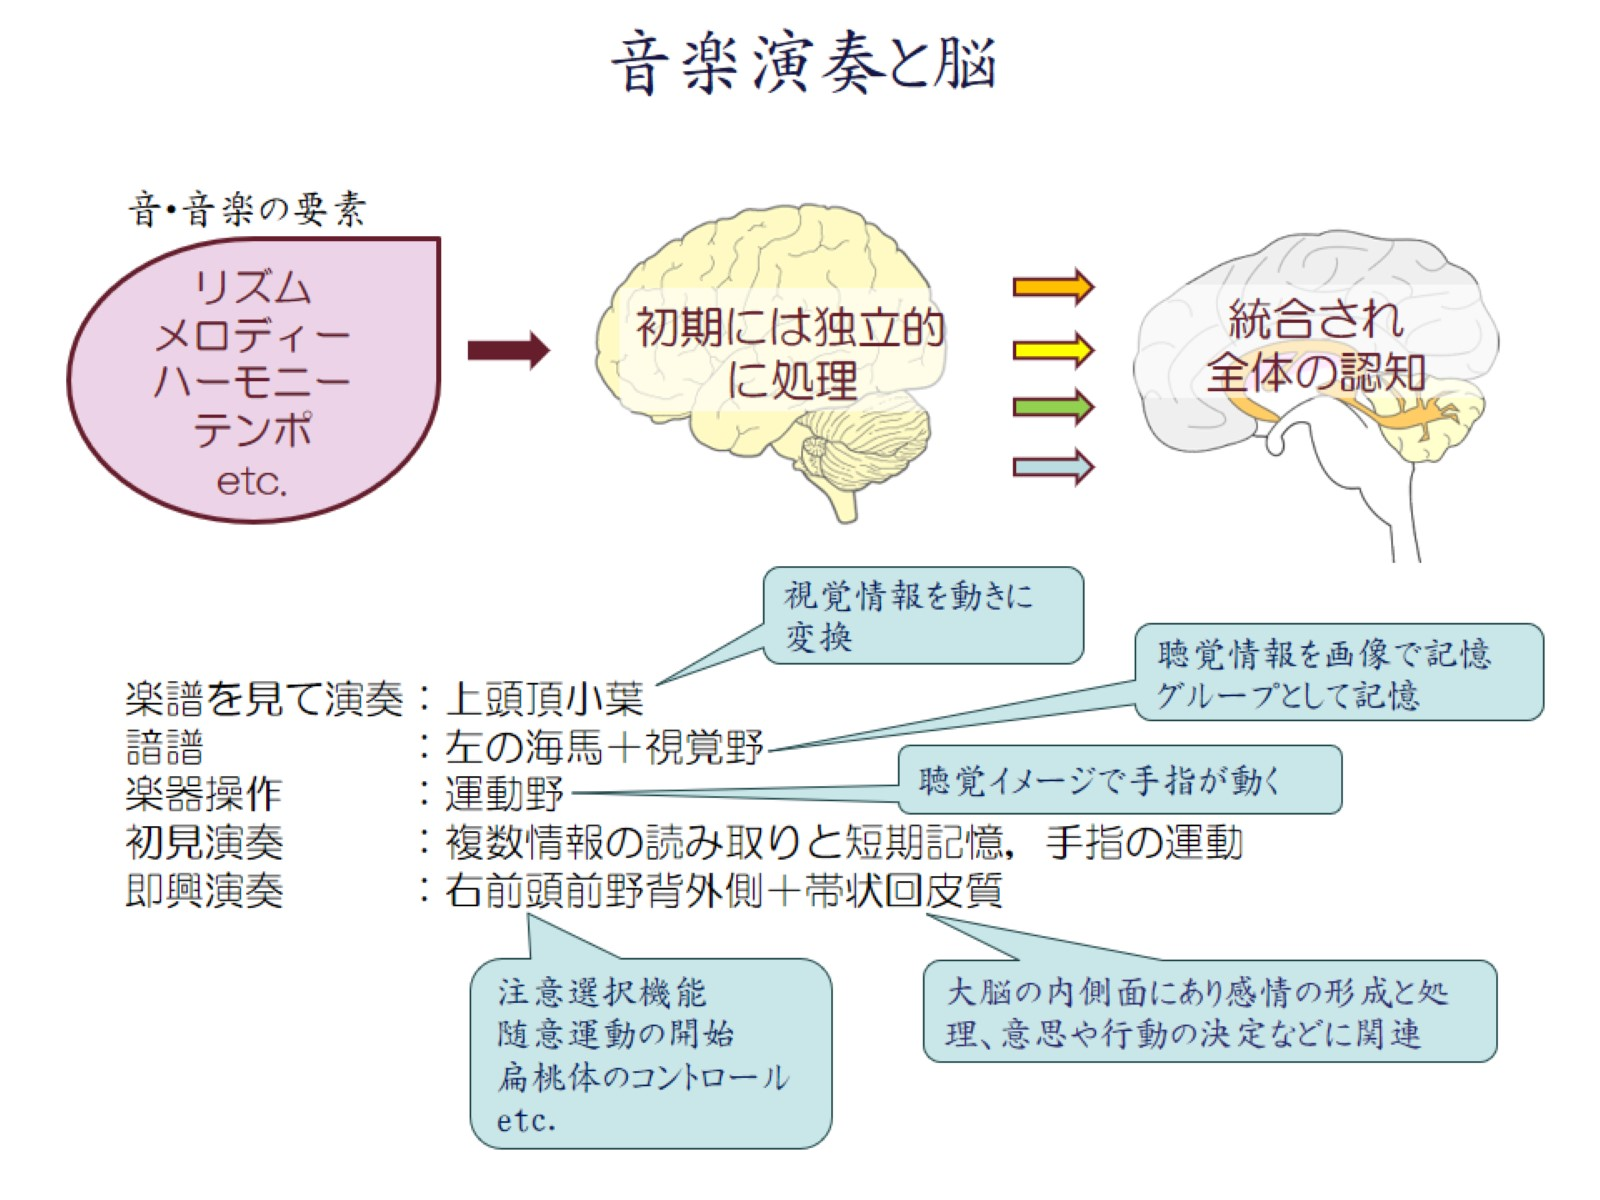 音楽演奏と脳
音・音楽の要素
リズム
メロディー
ハーモニー
テンポ
etc.
初期には独立的
に処理
統合され
全体の認知
視覚情報を動きに
変換
聴覚情報を画像で記憶
グループとして記憶
楽譜を見て演奏：上頭頂小葉
諳譜：左の海馬＋視覚野
聴覚イメージで手指が動く
楽器操作：運動野
初見演奏：複数情報の読み取りと短期記憶，手指の運動
即興演奏：右前頭前野背外側＋帯状回皮質
注意選択機能
随意運動の開始
扁桃体のコントロール
etc.
大脳の内側面にあり感情の形成と処
理、意思や行動の決定などに関連